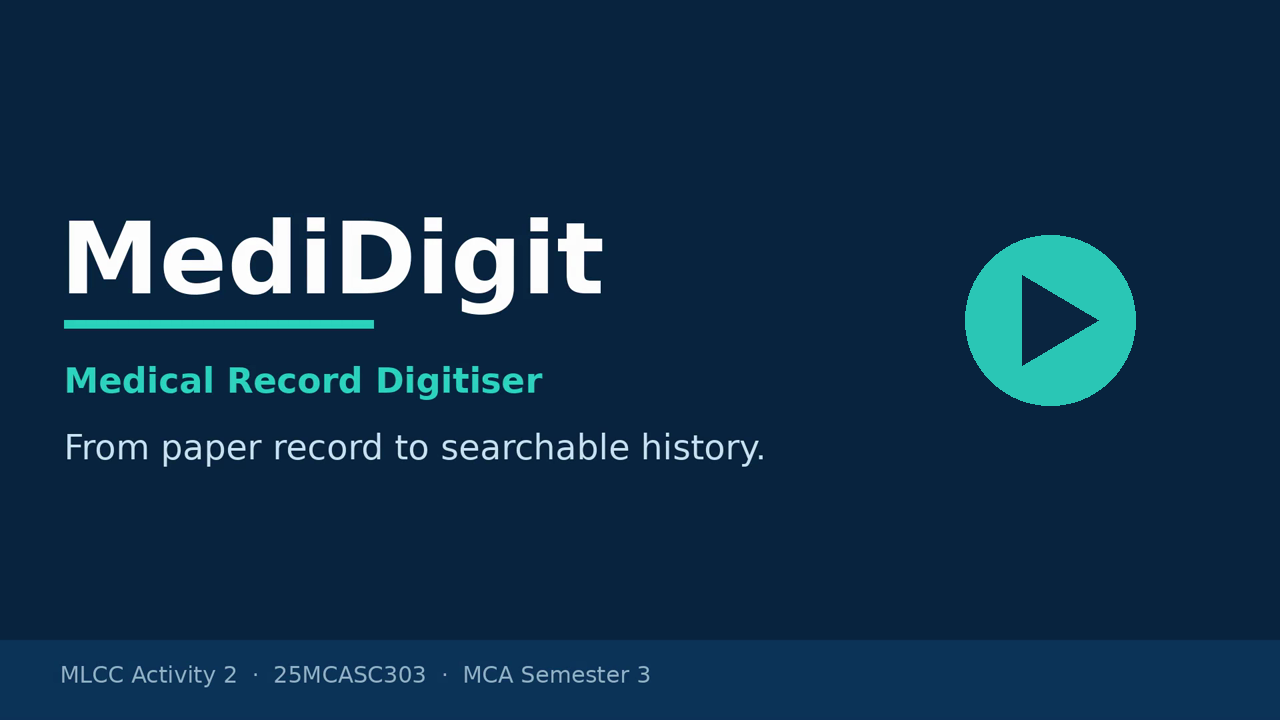 MediDigit
Medical Record Digitiser
From paper record to searchable history.
MLCC Activity 2 · 25MCASC303 · MCA Semester 3